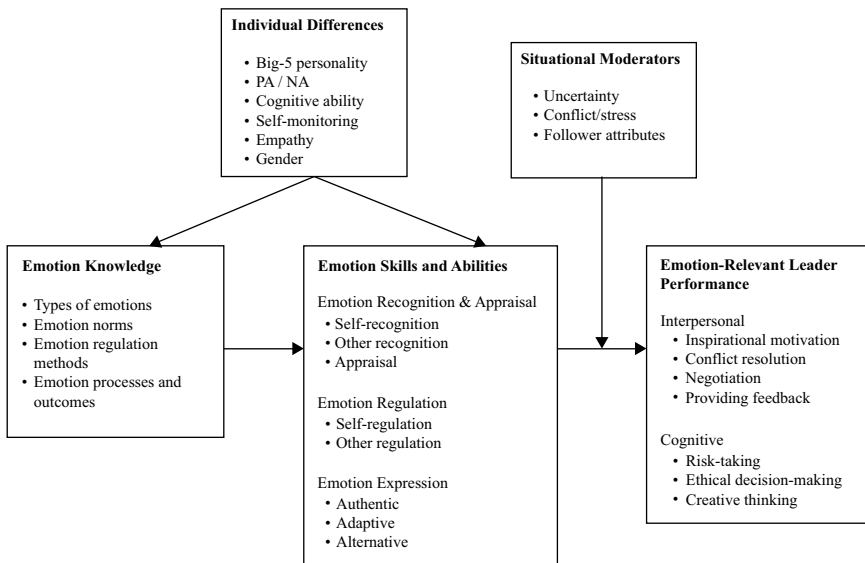 Individual Differences
• Big-5 personality
• PA / NA
• Cognitive ability
• Self-monitoring
• Empathy
• Gender
Situational Moderators
• Uncertainty
• Conflict/stress
• Follower attributes
Emotion Knowledge
• Types of emotions
• Emotion norms
• Emotion regulation
methods
• Emotion processes and
outcomes
Emotion Skills and Abilities
Emotion Recognition & Appraisal
• Self-recognition
• Other recognition
• Appraisal
Emotion Regulation
• Self-regulation
• Other regulation
Emotion Expression
• Authentic
• Adaptive
• Alternative
Emotion-Relevant Leader
Performance
Interpersonal
• Inspirational motivation
• Conflict resolution
• Negotiation
• Providing feedback
Cognitive
• Risk-taking
• Ethical decision-making
• Creative thinking